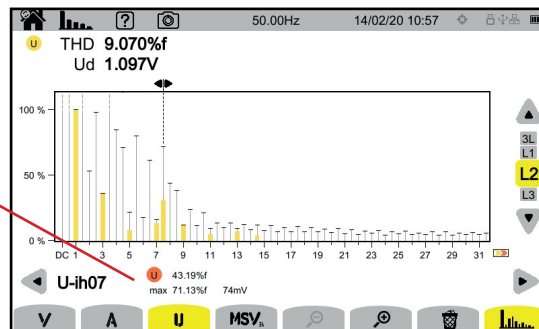 ? 50.00Hz 14/02/20 10:57
U THD 9.070%f
Ud 1.097V
100 %
50 %
0 %
DC 1 3 5 7 9 11 13 15 17 19 21 23 25 27 29 31
3L
L1
L2
L3
U-ih07 U 43.19%f
max 71.13%f 74mV
V A U MSV